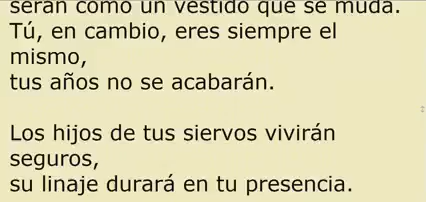 serán como un vestido que se muda.
Tú, en cambio, eres siempre el
mismo,
tus años no se acabarán.
Los hijos de tus siervos vivirán
seguros,
su linaje durará en tu presencia.